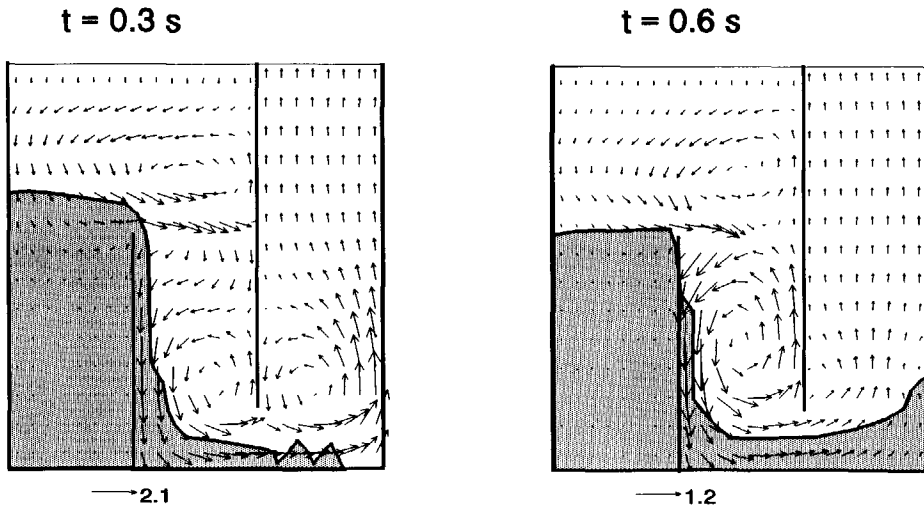 t = 0.3 s
t = 0.6 s
2.1
1.2